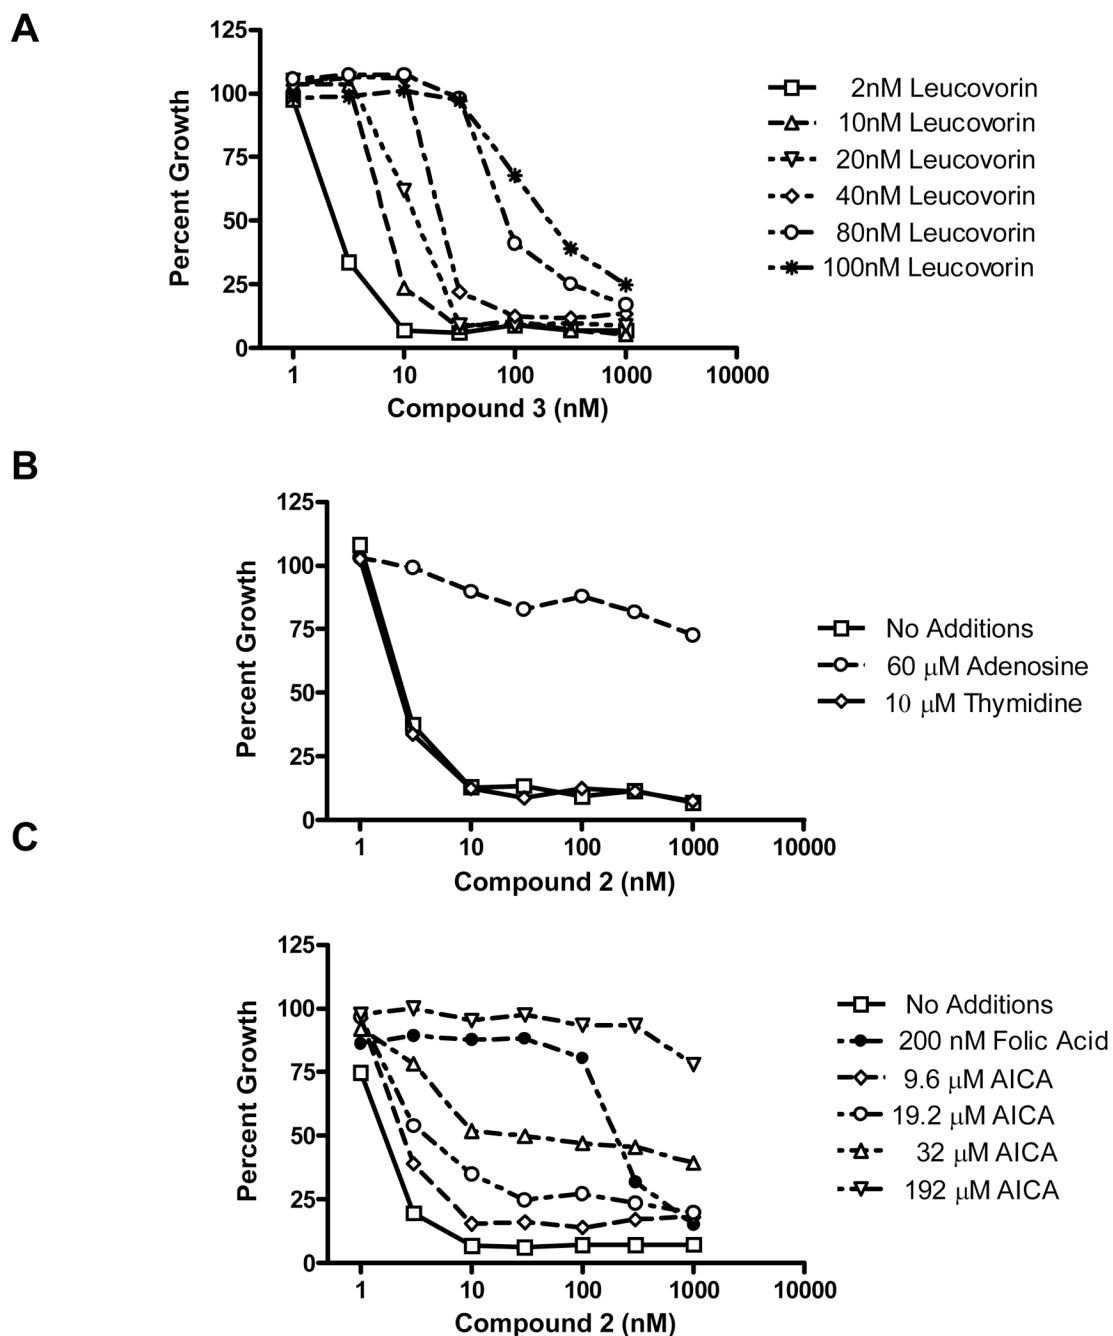 A
125
100
75
50
25
0
Percent Growth
1 10 100 1000 10000
Compound 3 (nM)
2nM Leucovorin
10nM Leucovorin
20nM Leucovorin
40nM Leucovorin
80nM Leucovorin
100nM Leucovorin
B
125
100
75
50
25
0
Percent Growth
1 10 100 1000 10000
Compound 2 (nM)
No Additions
60 μM Adenosine
10 μM Thymidine
C
125
100
75
50
25
0
Percent Growth
1 10 100 1000 10000
Compound 2 (nM)
No Additions
200 nM Folic Acid
9.6 μM AICA
19.2 μM AICA
32 μM AICA
192 μM AICA